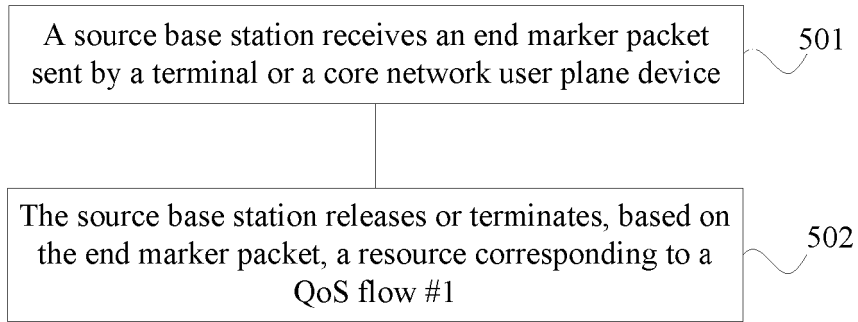 A source base station receives an end marker packet
sent by a terminal or a core network user plane device
501
The source base station releases or terminates, based on
the end marker packet, a resource corresponding to a
QoS flow #1
502